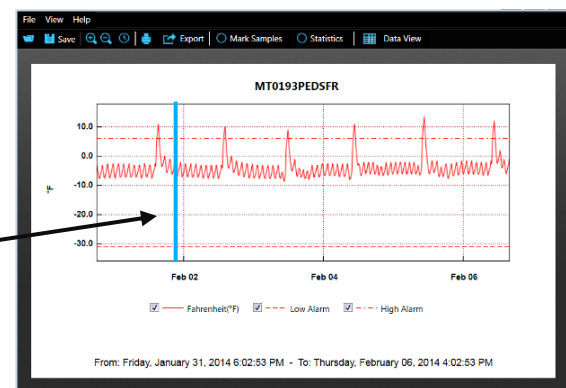 File View Help
Save Export Mark Samples Statistics Data View
MT0193PEDSFR
10.0
0.0
-10.0
-20.0
-30.0
°F
Feb 02 Feb 04 Feb 06
Fahrenheit(°F) Low Alarm High Alarm
From: Friday, January 31, 2014 6:02:53 PM - To: Thursday, February 06, 2014 4:02:53 PM